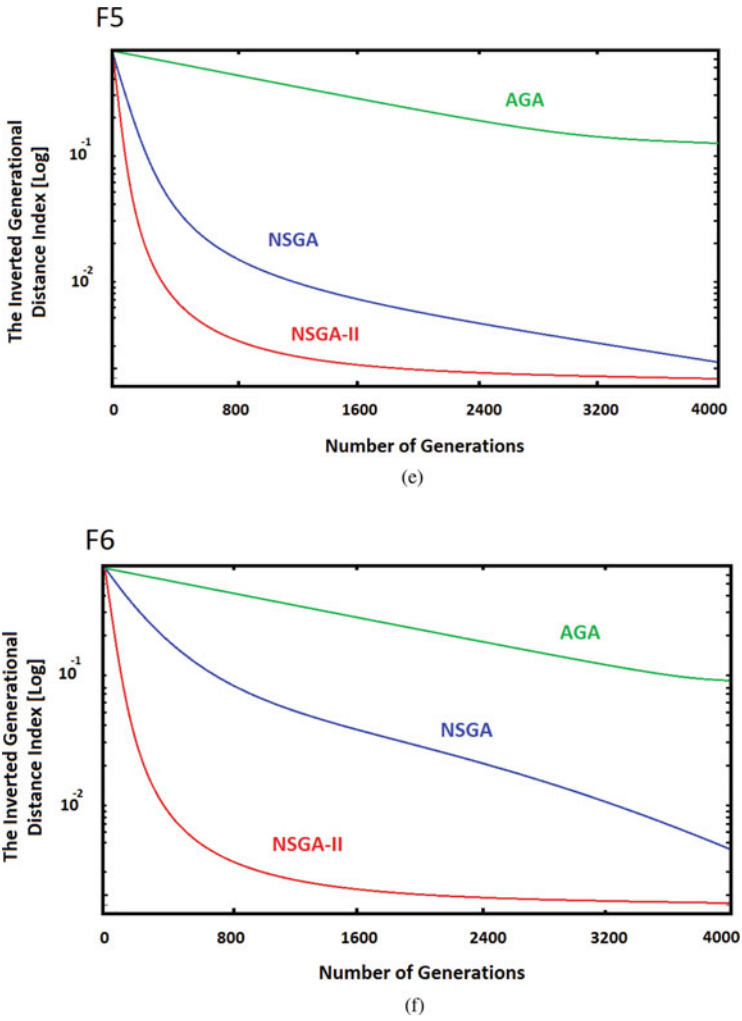 F5
The Inverted Generational
Distance Index [Log]
10-1
10-2
AGA
NSGA
NSGA-II
0 800 1600 2400 3200 4000
Number of Generations
(e)
F6
The Inverted Generational
Distance Index [Log]
10-1
10-2
AGA
NSGA
NSGA-II
0 800 1600 2400 3200 4000
Number of Generations
(f)